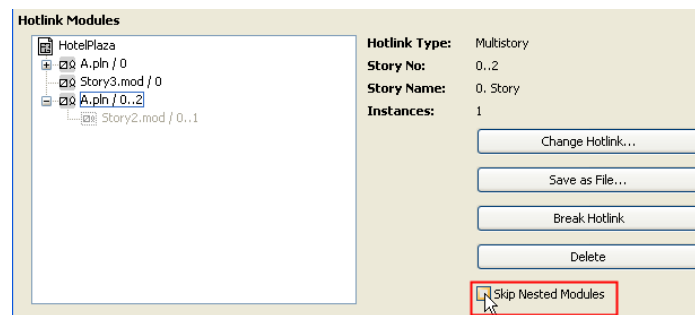 Hotlink Modules
HotelPlaza
A.pln / 0
Story3.mod / 0
A.pln / 0..2
Story2.mod / 0..1
Hotlink Type: Multistory
Story No: 0..2
Story Name: 0. Story
Instances: 1
Change Hotlink...
Save as File...
Break Hotlink
Delete
Skip Nested Modules